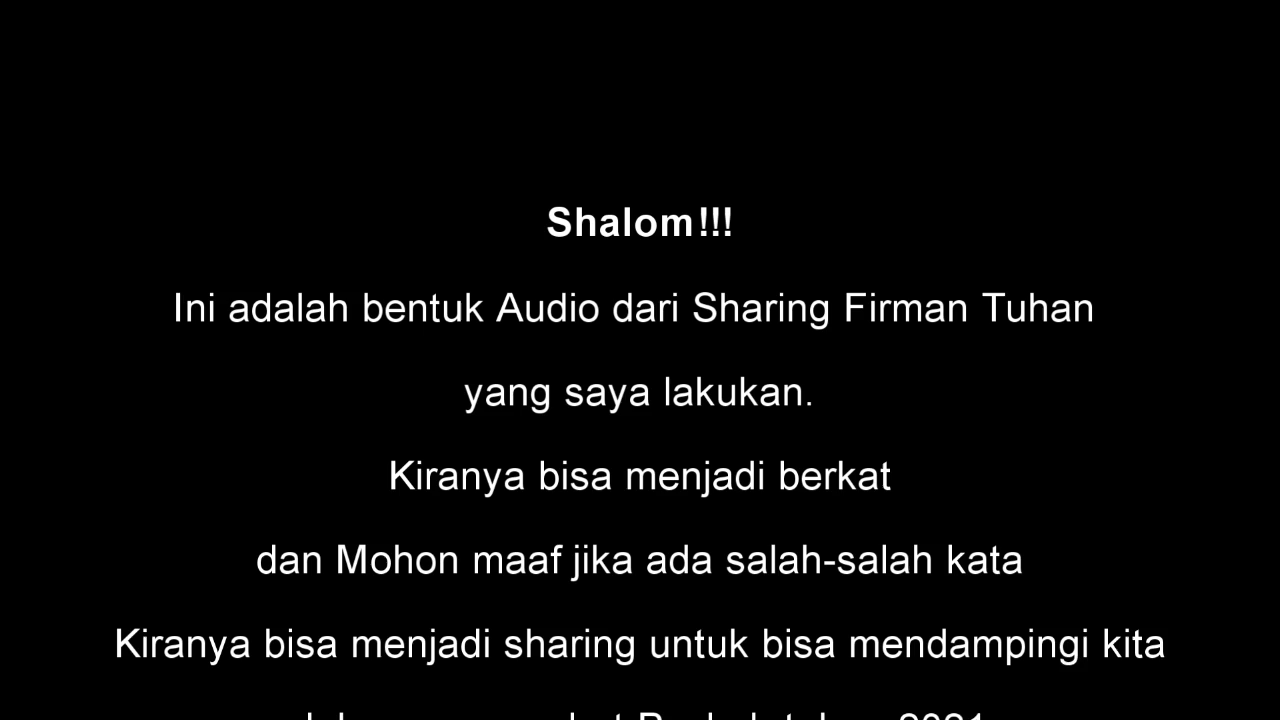 Shalom!!!
Ini adalah bentuk Audio dari Sharing Firman Tuhan
yang saya lakukan.
Kiranya bisa menjadi berkat
dan Mohon maaf jika ada salah-salah kata
Kiranya bisa menjadi sharing untuk bisa mendampingi kita
2021